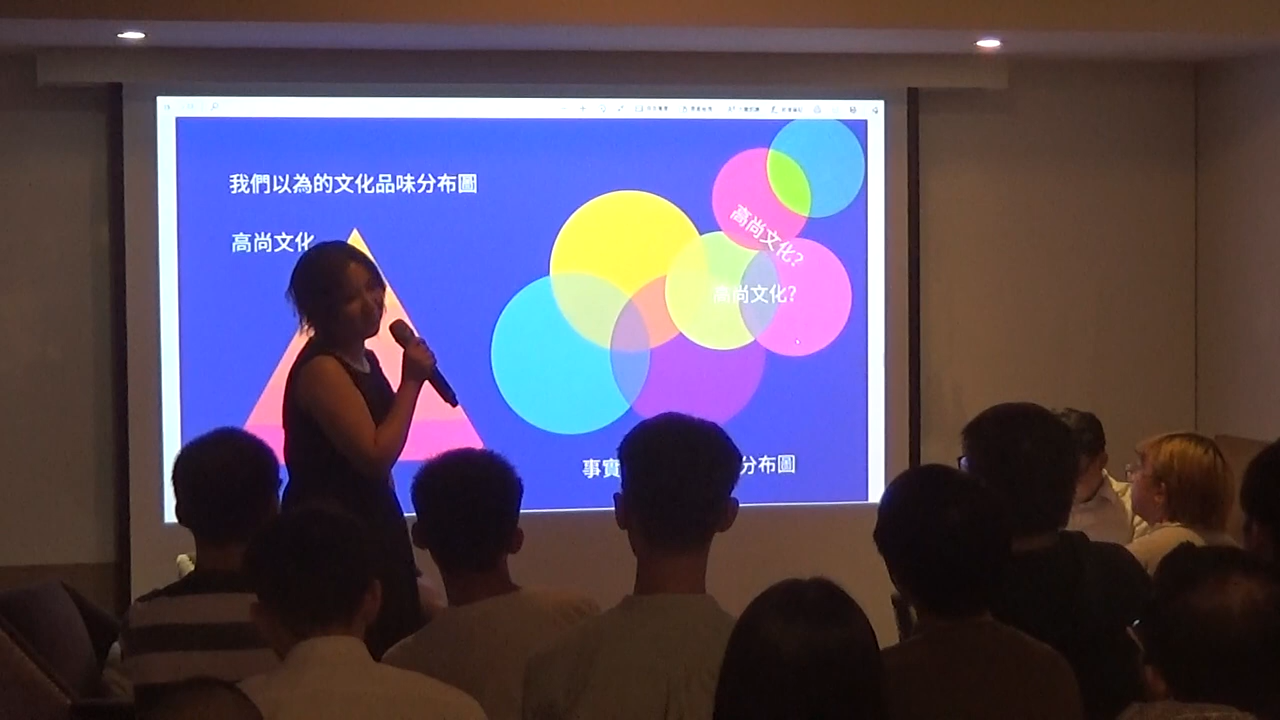 我們以為的文化品味分布圖
高尚文化
高尚文化?
高尚文化?
事實
分布圖